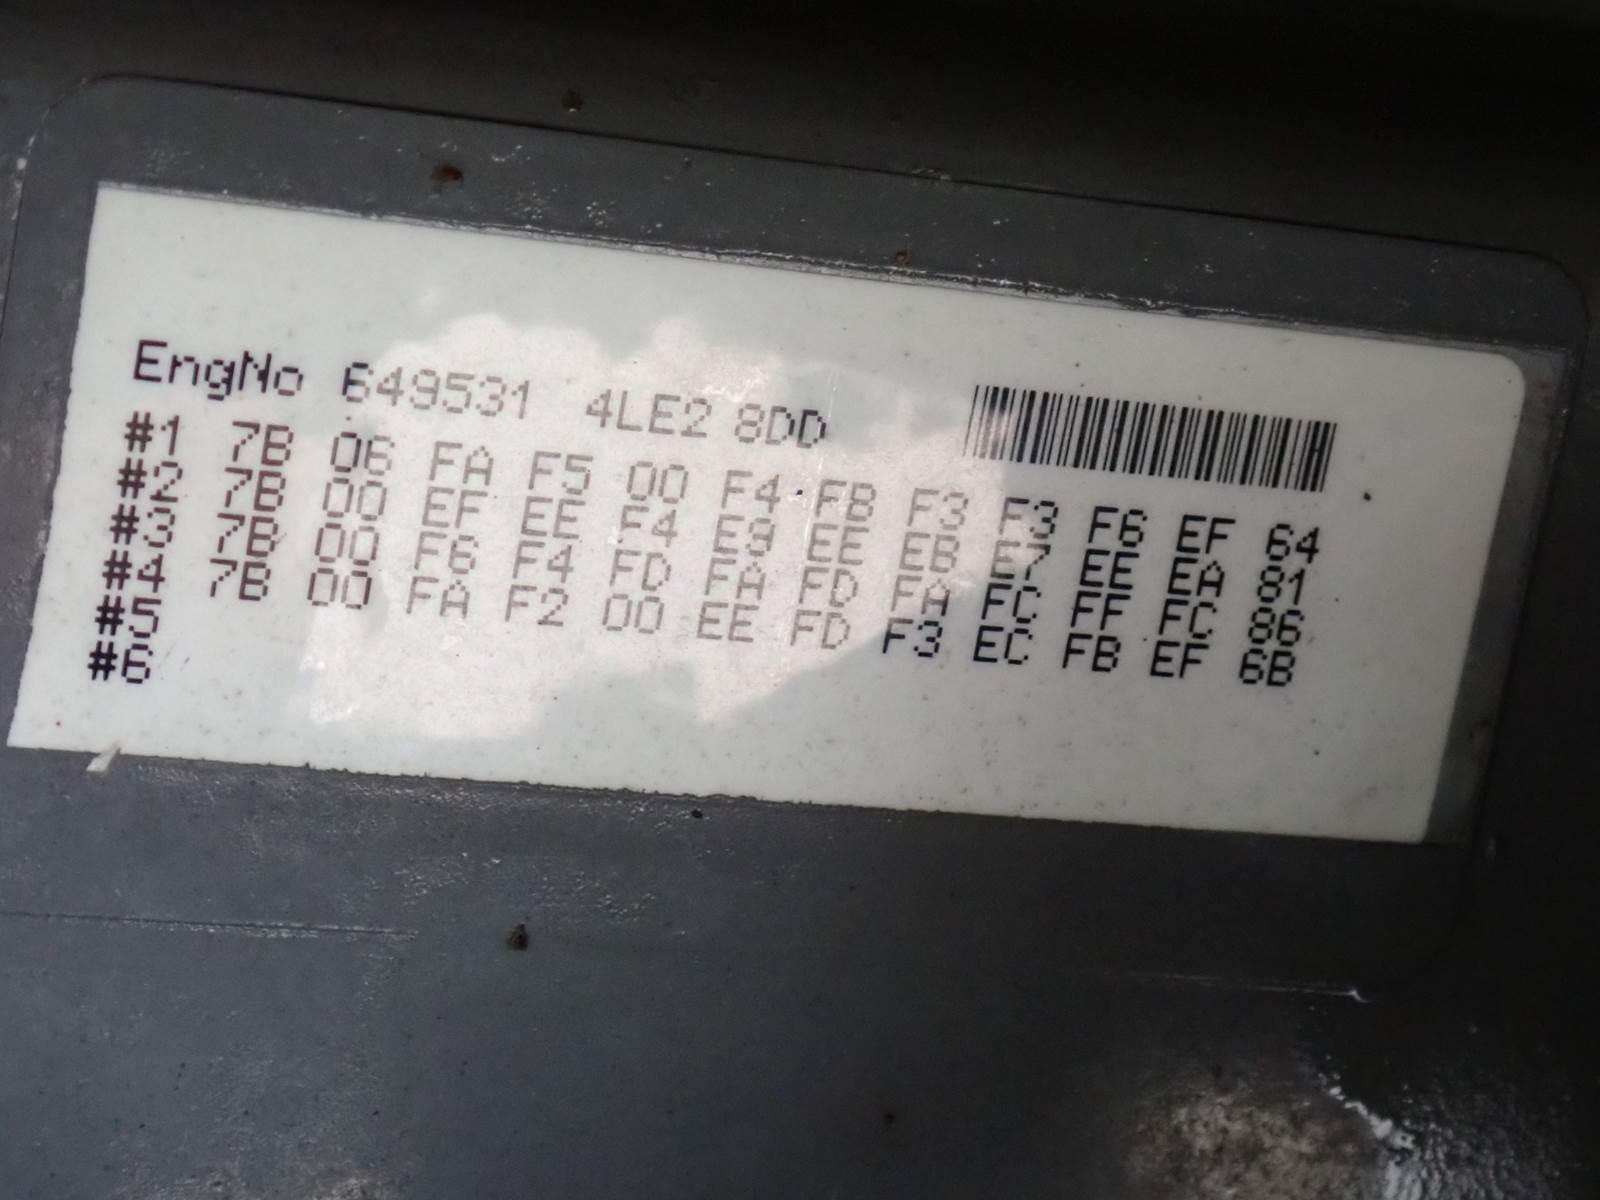 EngNo 649531 4LE2 8DD
#1 7B 06 FA F5 00 F4 FB F3 F3 F6 EF 64
#2 7B 00 EF EE F4 E9 EE EB E7 EE EA 81
#3 7B 00 F6 F4 FD FA FD FA FC FF FC 86
#4 7B 00 FA F2 00 EE FD F3 EC FB EF 6B
#5
#6